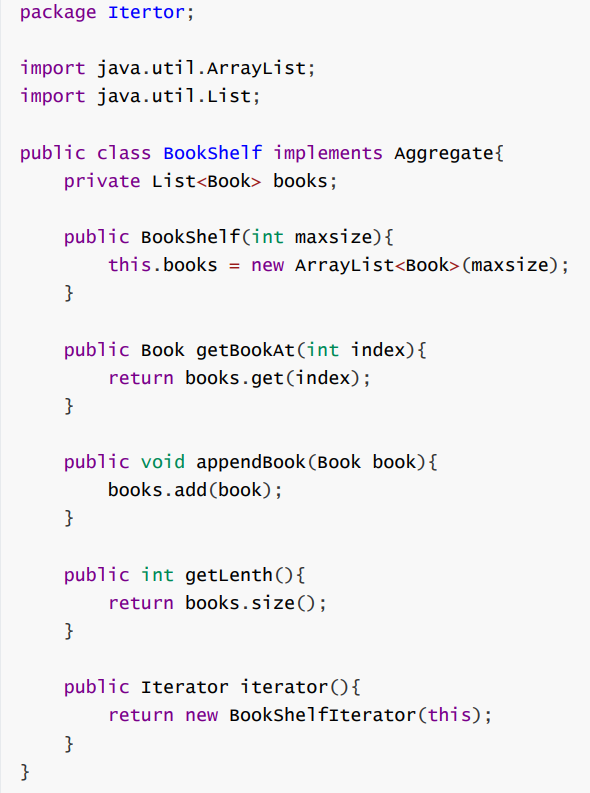 package Itertor;
import java.util.ArrayList;
import java.util.List;
public class BookShelf implements Aggregate{
private List<Book> books;
public BookShelf(int maxsize){
this.books = new ArrayList<Book>(maxsize);
}
public Book getBookAt(int index){
return books.get(index);
}
public void appendBook(Book book){
books.add(book);
}
public int getLenth(){
return books.size();
}
public Iterator iterator(){
return new BookShelfIterator(this);
}
}